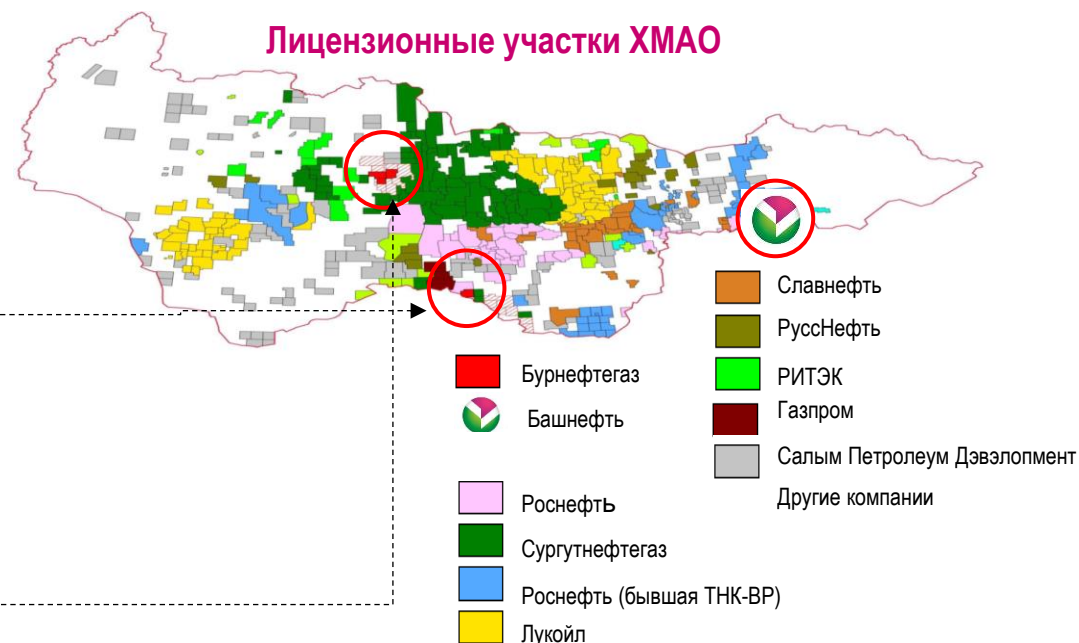 Лицензионные участки ХМАО
Бурнефтегаз
Башнефть
Роснефть
Сургутнефтегаз
Роснефть (бывшая ТНК-ВР)
Лукойл
Славнефть
РуссНефть
РИТЭК
Газпром
Салым Петролеум Дэвэлопмент
Другие компании